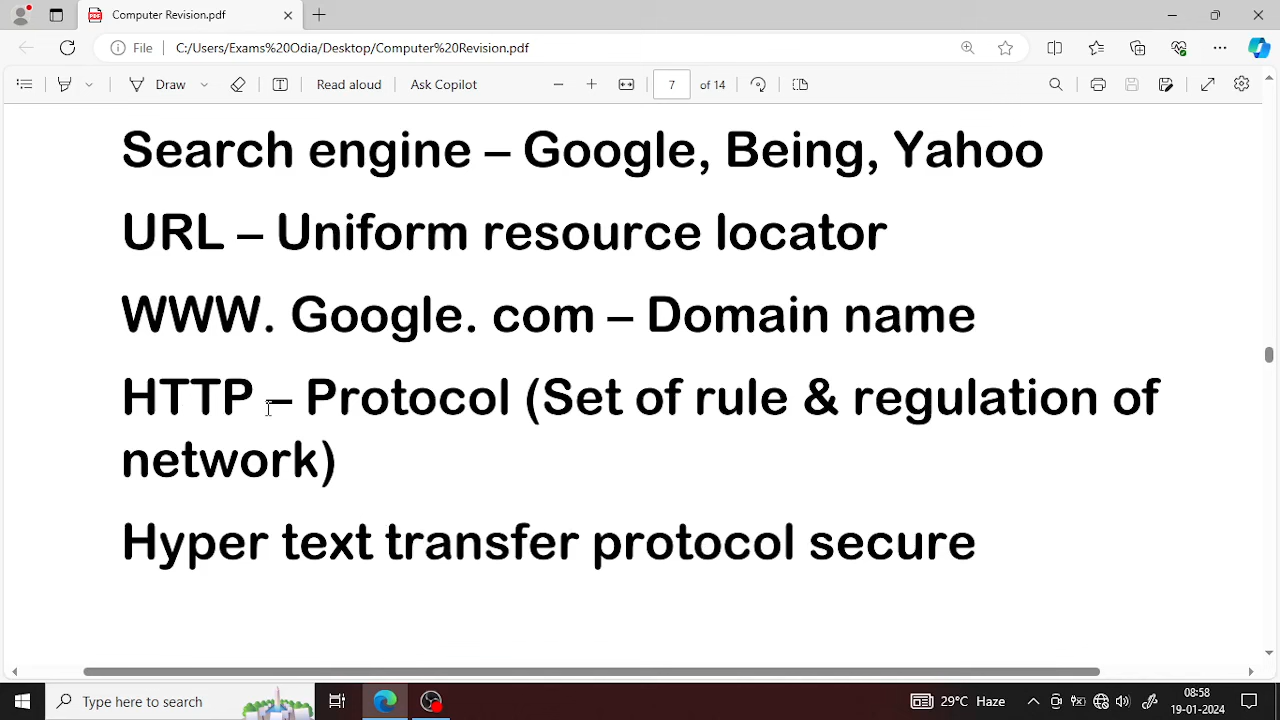 Computer Revision.pdf
File
C:/Users/Exams%20Odia/Desktop/Computer%20Revision.pdf
Draw
Read aloud
Ask Copilot
7
of 14
Search engine – Google, Being, Yahoo
URL – Uniform resource locator
WWW. Google. com – Domain name
HTTP – Protocol (Set of rule & regulation of
network)
Hyper text transfer protocol secure
Type here to search
29°C Haze
08:58
19-01-2024